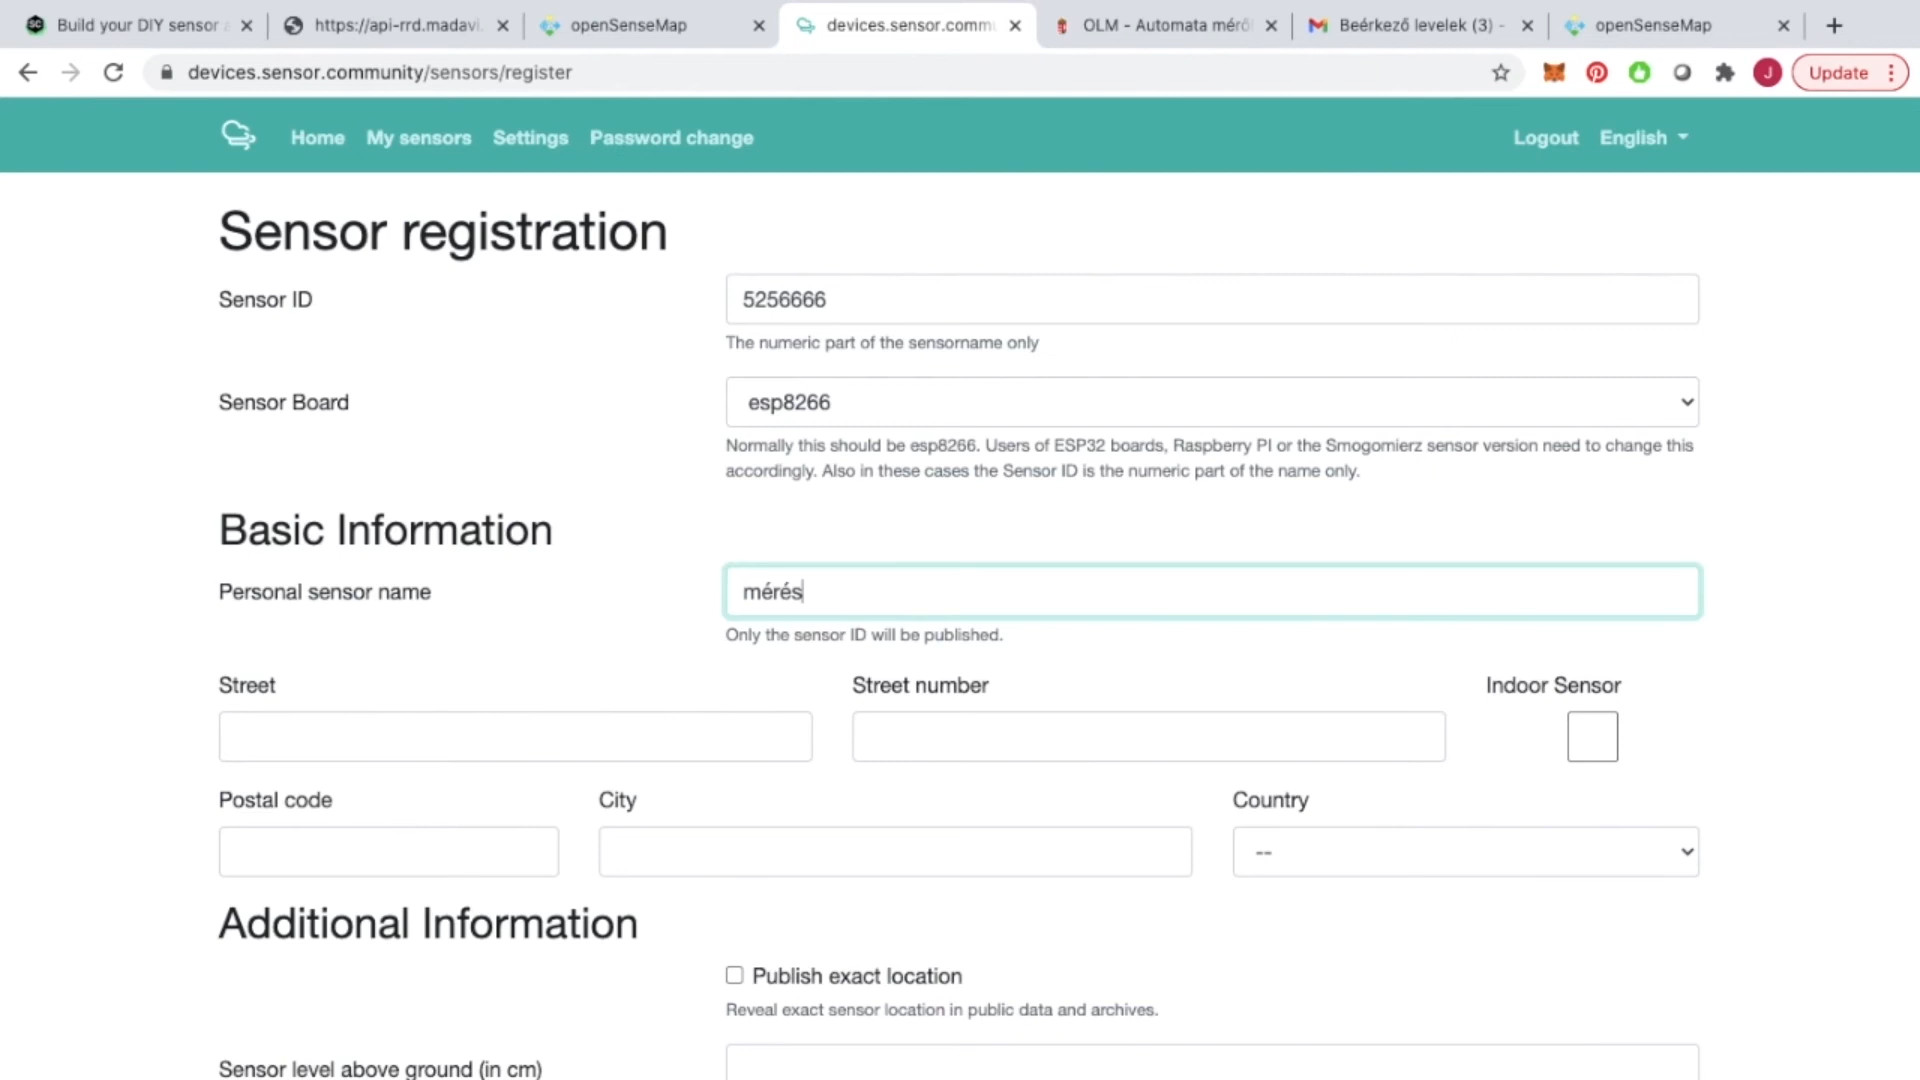 Build your DIY sensor
https://api-rrd.madavi.
openSenseMap
devices.sensor.comm
OLM - Automata mérő
Beérkező levelek (3) -
openSenseMap
devices.sensor.community/sensors/register
J
Update
Home
My sensors
Settings
Password change
Logout
English
Sensor registration
Sensor ID
5256666
The numeric part of the sensorname only
Sensor Board
esp8266
Normally this should be esp8266. Users of ESP32 boards, Raspberry PI or the Smogomierz sensor version need to change this
accordingly. Also in these cases the Sensor ID is the numeric part of the name only.
Basic Information
Personal sensor name
mérés
Only the sensor ID will be published.
Street
Street number
Indoor Sensor
Postal code
City
Country
--
Additional Information
Publish exact location
Reveal exact sensor location in public data and archives.
Sensor level above ground (in cm)